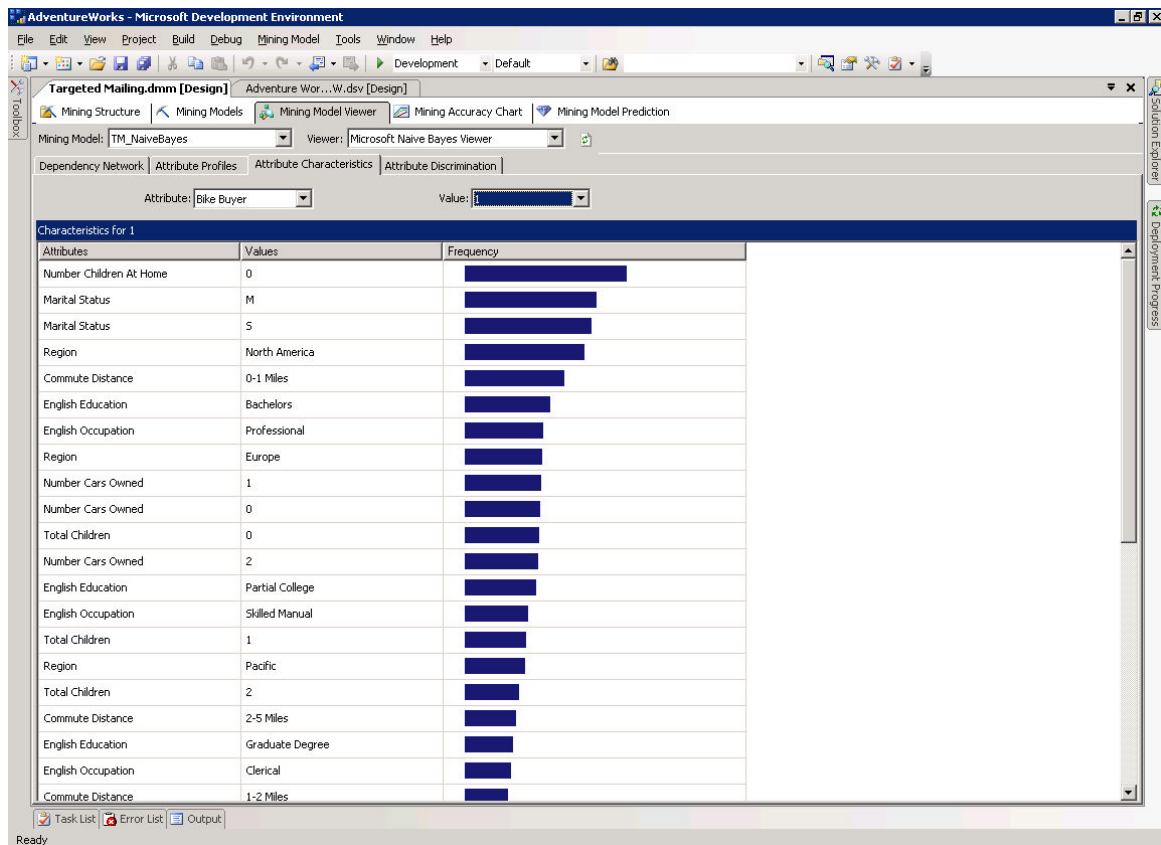 AdventureWorks - Microsoft Development Environment
File Edit View Project Build Debug Mining Model Tools Window Help
Development Default
Toolbox
Targeted Mailing.dmm [Design] Adventure Wor...W.dsv [Design]
Solution Explorer
Mining Structure Mining Models Mining Model Viewer Mining Accuracy Chart Mining Model Prediction
Mining Model: TM_NaiveBayes Viewer: Microsoft Naive Bayes Viewer
Dependency Network Attribute Profiles Attribute Characteristics Attribute Discrimination
Attribute: Bike Buyer Value: 1
Deployment Progress
Characteristics for 1
Attributes Values Frequency
Number Children At Home 0
Marital Status M
Marital Status S
Region North America
Commute Distance 0-1 Miles
English Education Bachelors
English Occupation Professional
Region Europe
Number Cars Owned 1
Number Cars Owned 0
Total Children 0
Number Cars Owned 2
English Education Partial College
English Occupation Skilled Manual
Total Children 1
Region Pacific
Total Children 2
Commute Distance 2-5 Miles
English Education Graduate Degree
English Occupation Clerical
Commute Distance 1-2 Miles
Task List Error List Output
Ready